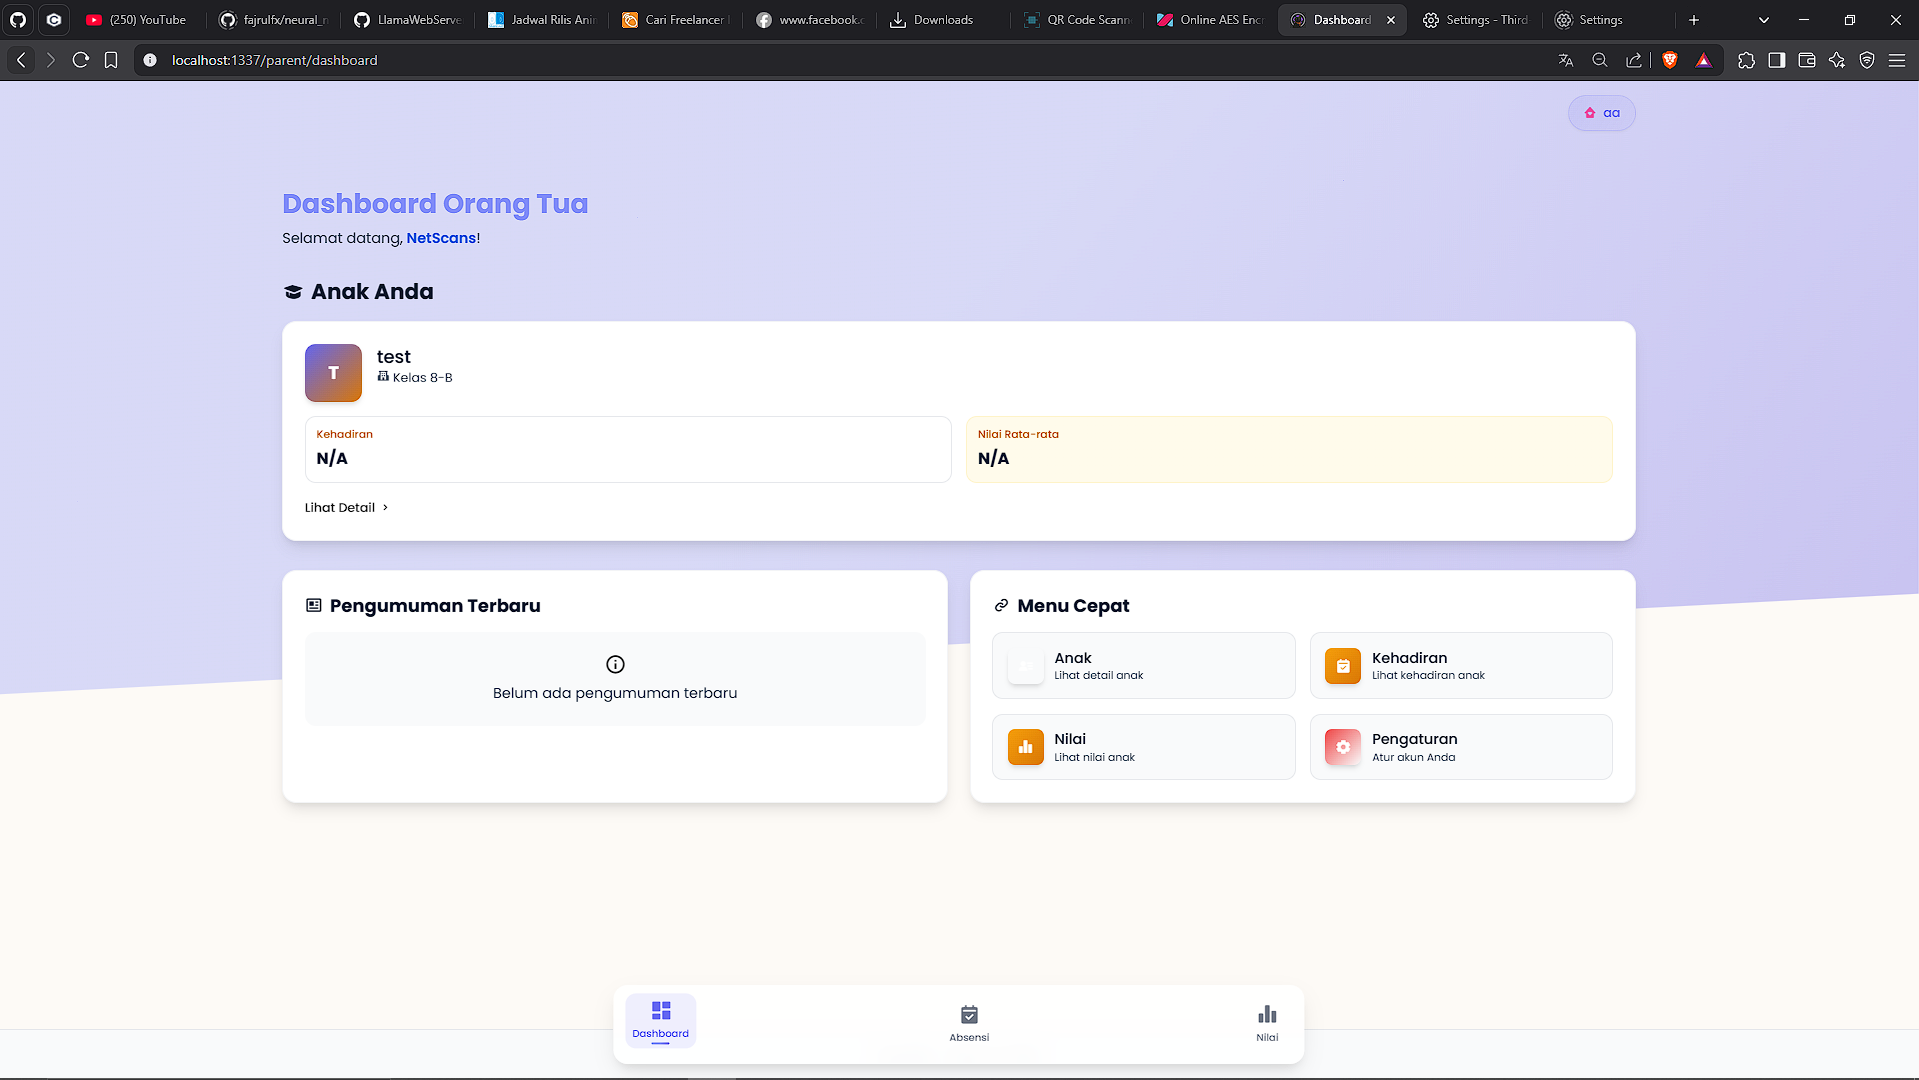 (250) YouTube
fajrulfx/neural_n
LlamaWebServe
Jadwal Rilis Ani
Cari Freelancer
www.facebook.c
Downloads
QR Code Scann
Online AES Encr
Dashboard
Settings - Third-
Settings
localhost:1337/parent/dashboard
aa
Dashboard Orang Tua
Selamat datang, NetScans!
Anak Anda
T
test
Kelas 8-B
Kehadiran
N/A
Nilai Rata-rata
N/A
Lihat Detail
Pengumuman Terbaru
Belum ada pengumuman terbaru
Menu Cepat
Anak
Lihat detail anak
Kehadiran
Lihat kehadiran anak
Nilai
Lihat nilai anak
Pengaturan
Atur akun Anda
Dashboard
Absensi
Nilai